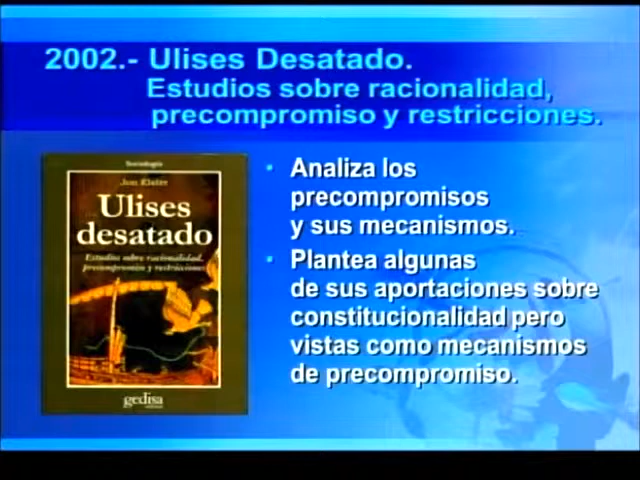 2002.- Ulises Desatado.
Estudios sobre racionalidad,
precompromiso y restricciones.
Sociología
Jon Elster
Ulises
desatado
Estudios sobre racionalidad,
precompromiso y restricciones
gedisa
editorial
· Analiza los
precompromisos
y sus mecanismos.
· Plantea algunas
de sus aportaciones sobre
constitucionalidad pero
vistas como mecanismos
de precompromiso.